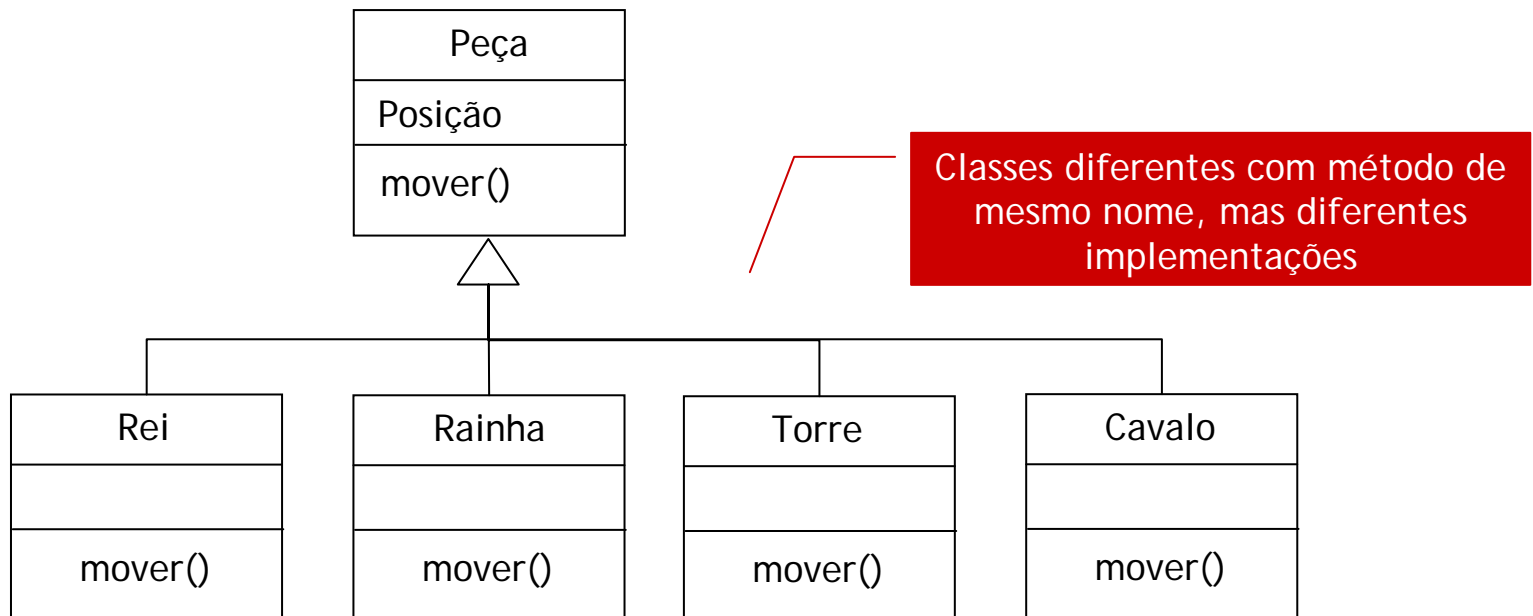 Peça
Posição
mover()
Classes diferentes com método de
mesmo nome, mas diferentes
implementações
Rei
Rainha
Torre
Cavalo
mover()
mover()
mover()
mover()